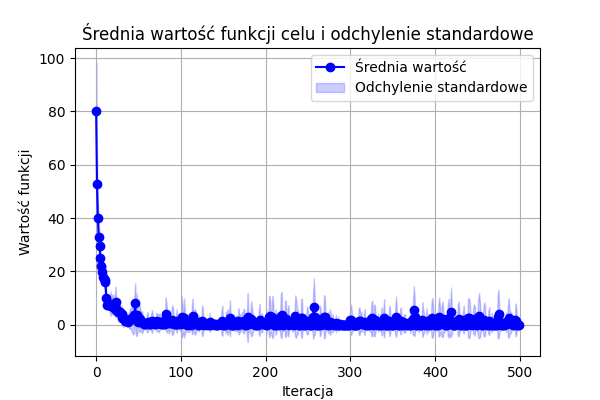 Średnia wartość funkcji celu i odchylenie standardowe
Średnia wartość
Odchylenie standardowe
Wartość funkcji
100
80
60
40
20
0
0 100 200 300 400 500
Iteracja